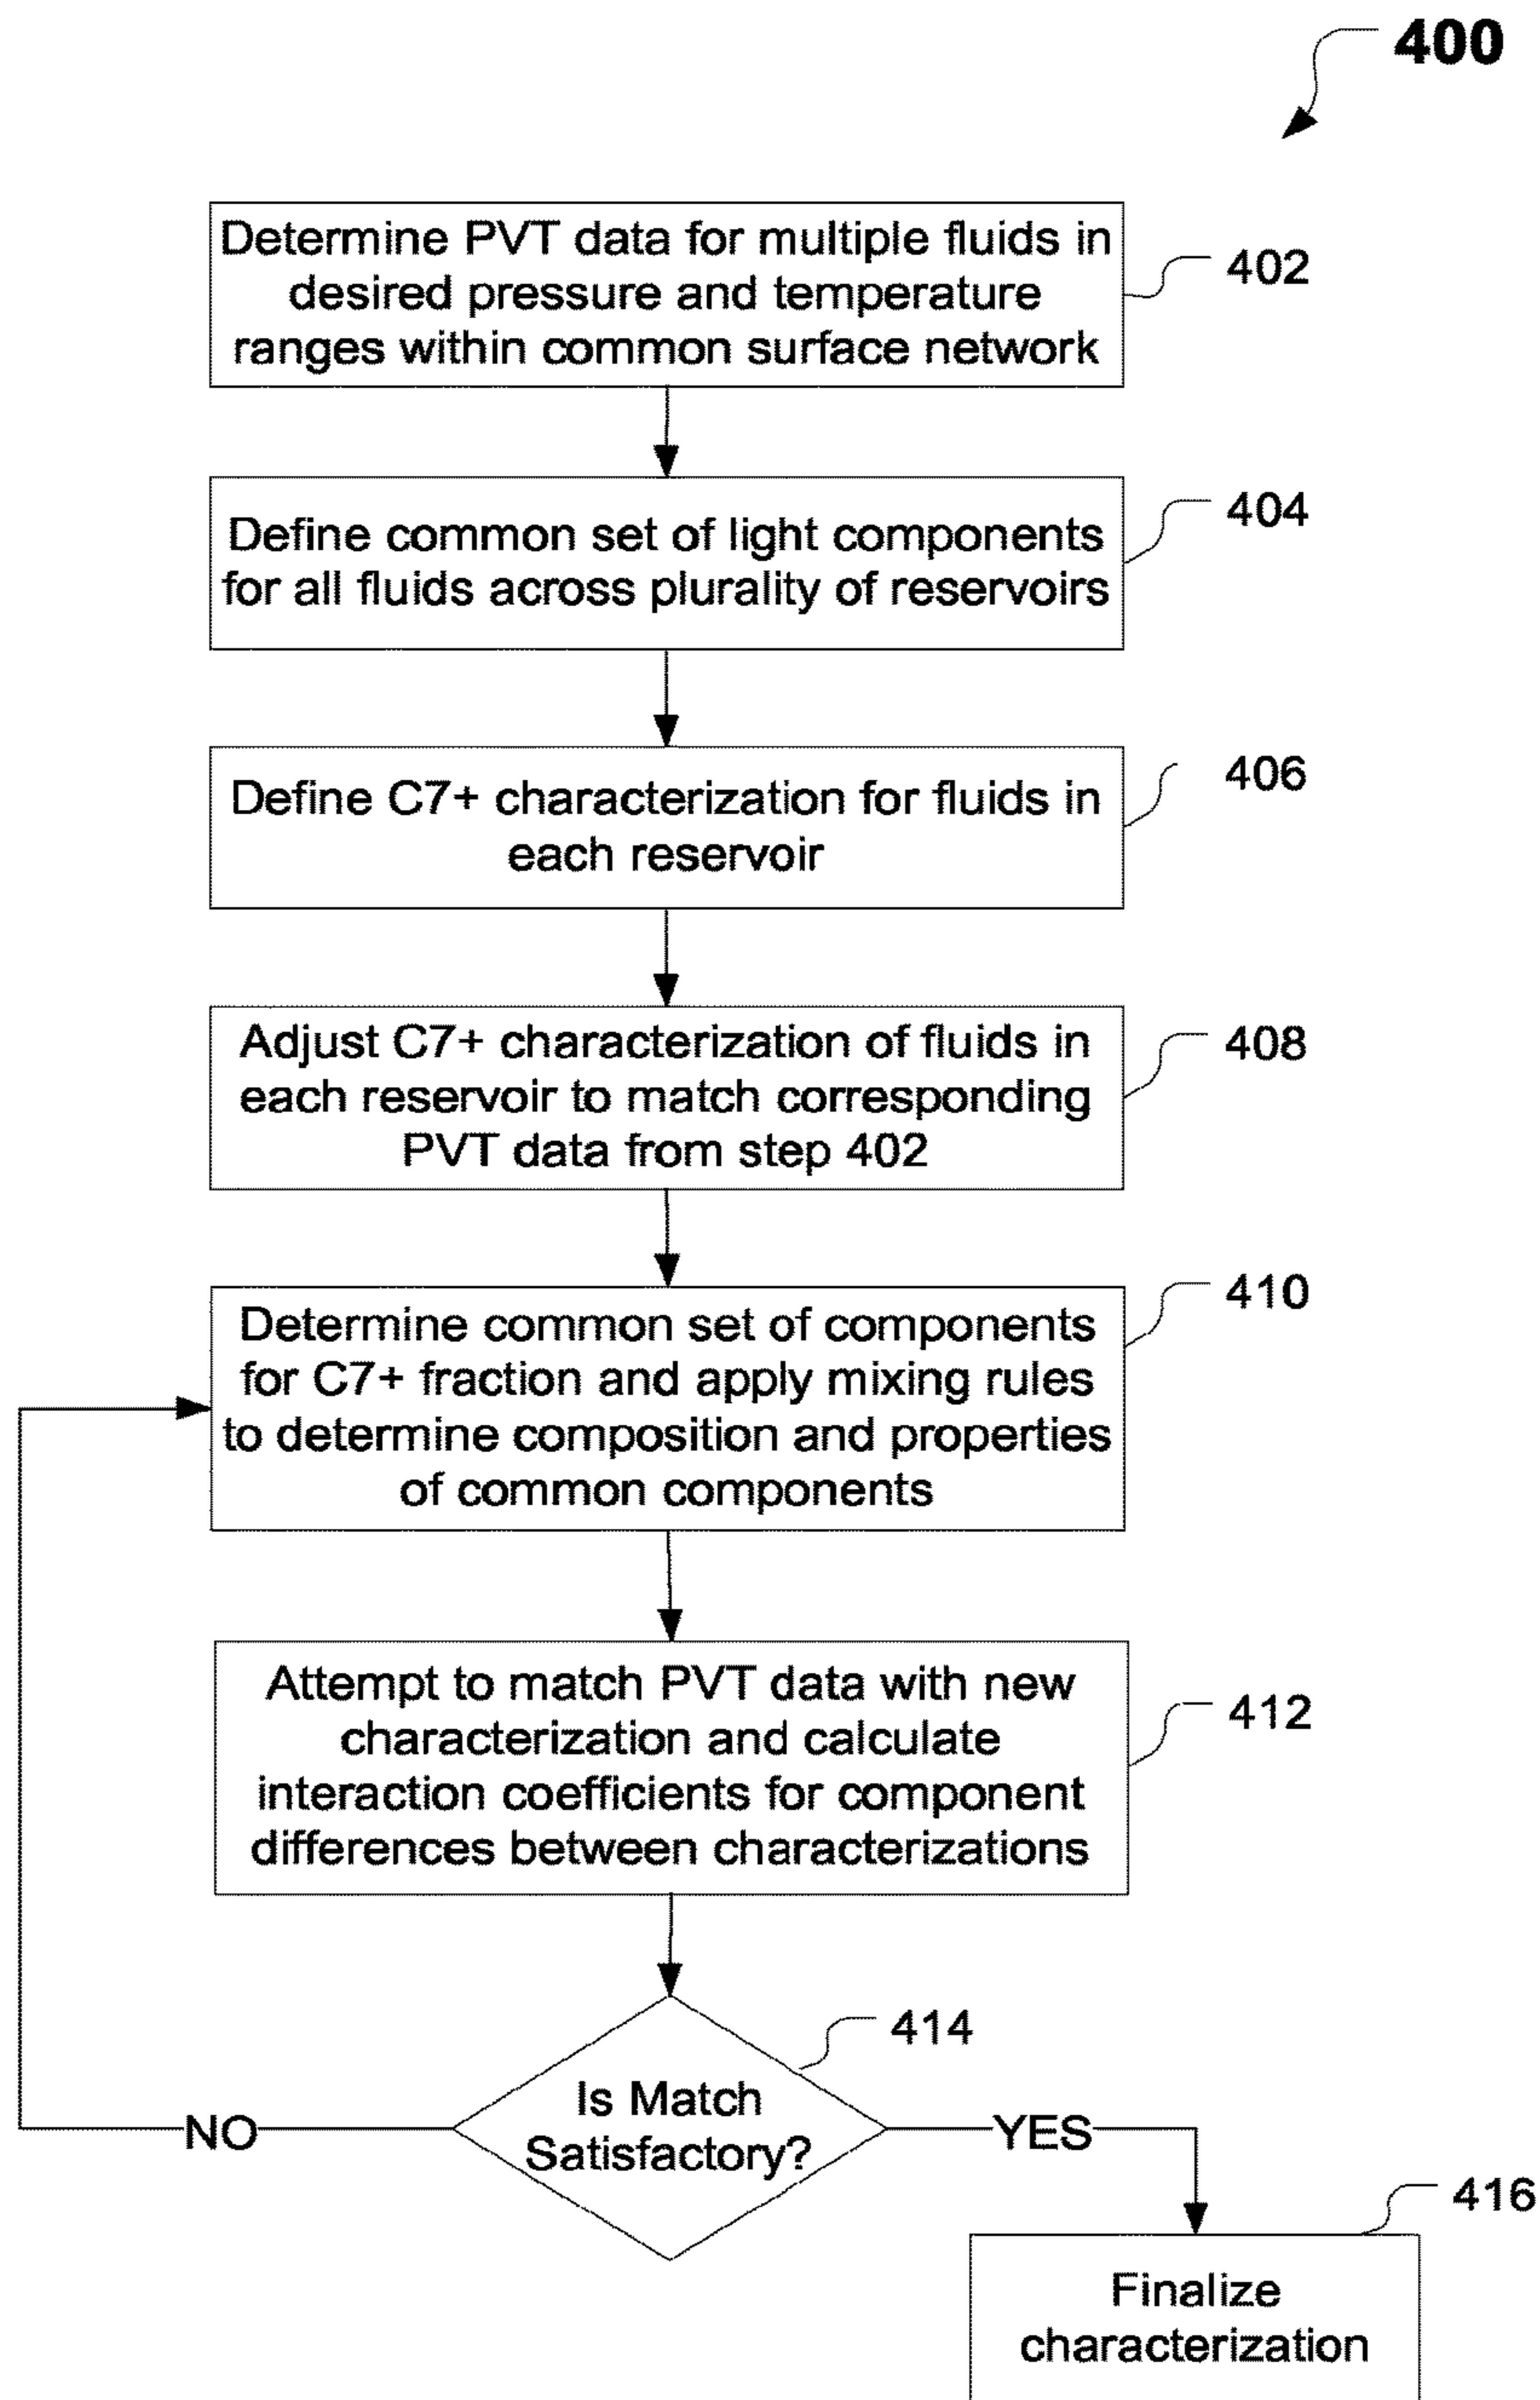 400
Determine PVT data for multiple fluids in
desired pressure and temperature
ranges within common surface network
402
Define common set of light components
for all fluids across plurality of reservoirs
404
Define C7+ characterization for fluids in
each reservoir
406
Adjust C7+ characterization of fluids in
each reservoir to match corresponding
PVT data from step 402
408
Determine common set of components
for C7+ fraction and apply mixing rules
to determine composition and properties
of common components
410
Attempt to match PVT data with new
characterization and calculate
interaction coefficients for component
differences between characterizations
412
Is Match
Satisfactory?
414
NO
YES
416
Finalize
characterization